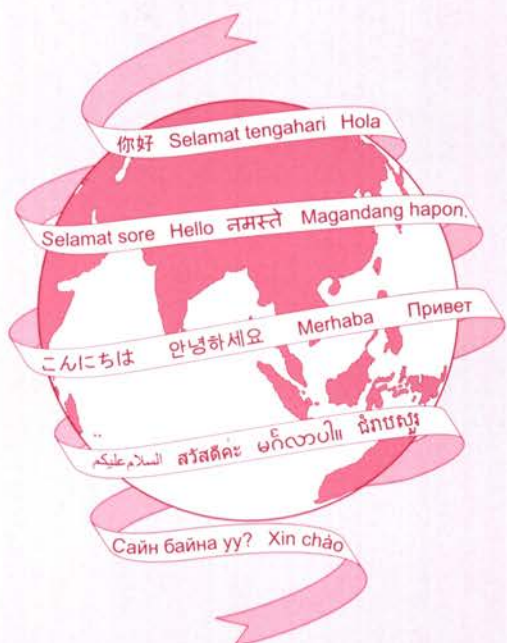 你好 Selamat tengahari Hola
Selamat sore Hello नमस्ते Magandang hapon.
こんにちは 안녕하세요 Merhaba Привет
السلام عليكم สวัสดีค่ะ မင်္ဂလာပါ။ ជំរាបសួរ
Сайн байна уу? Xin chảo